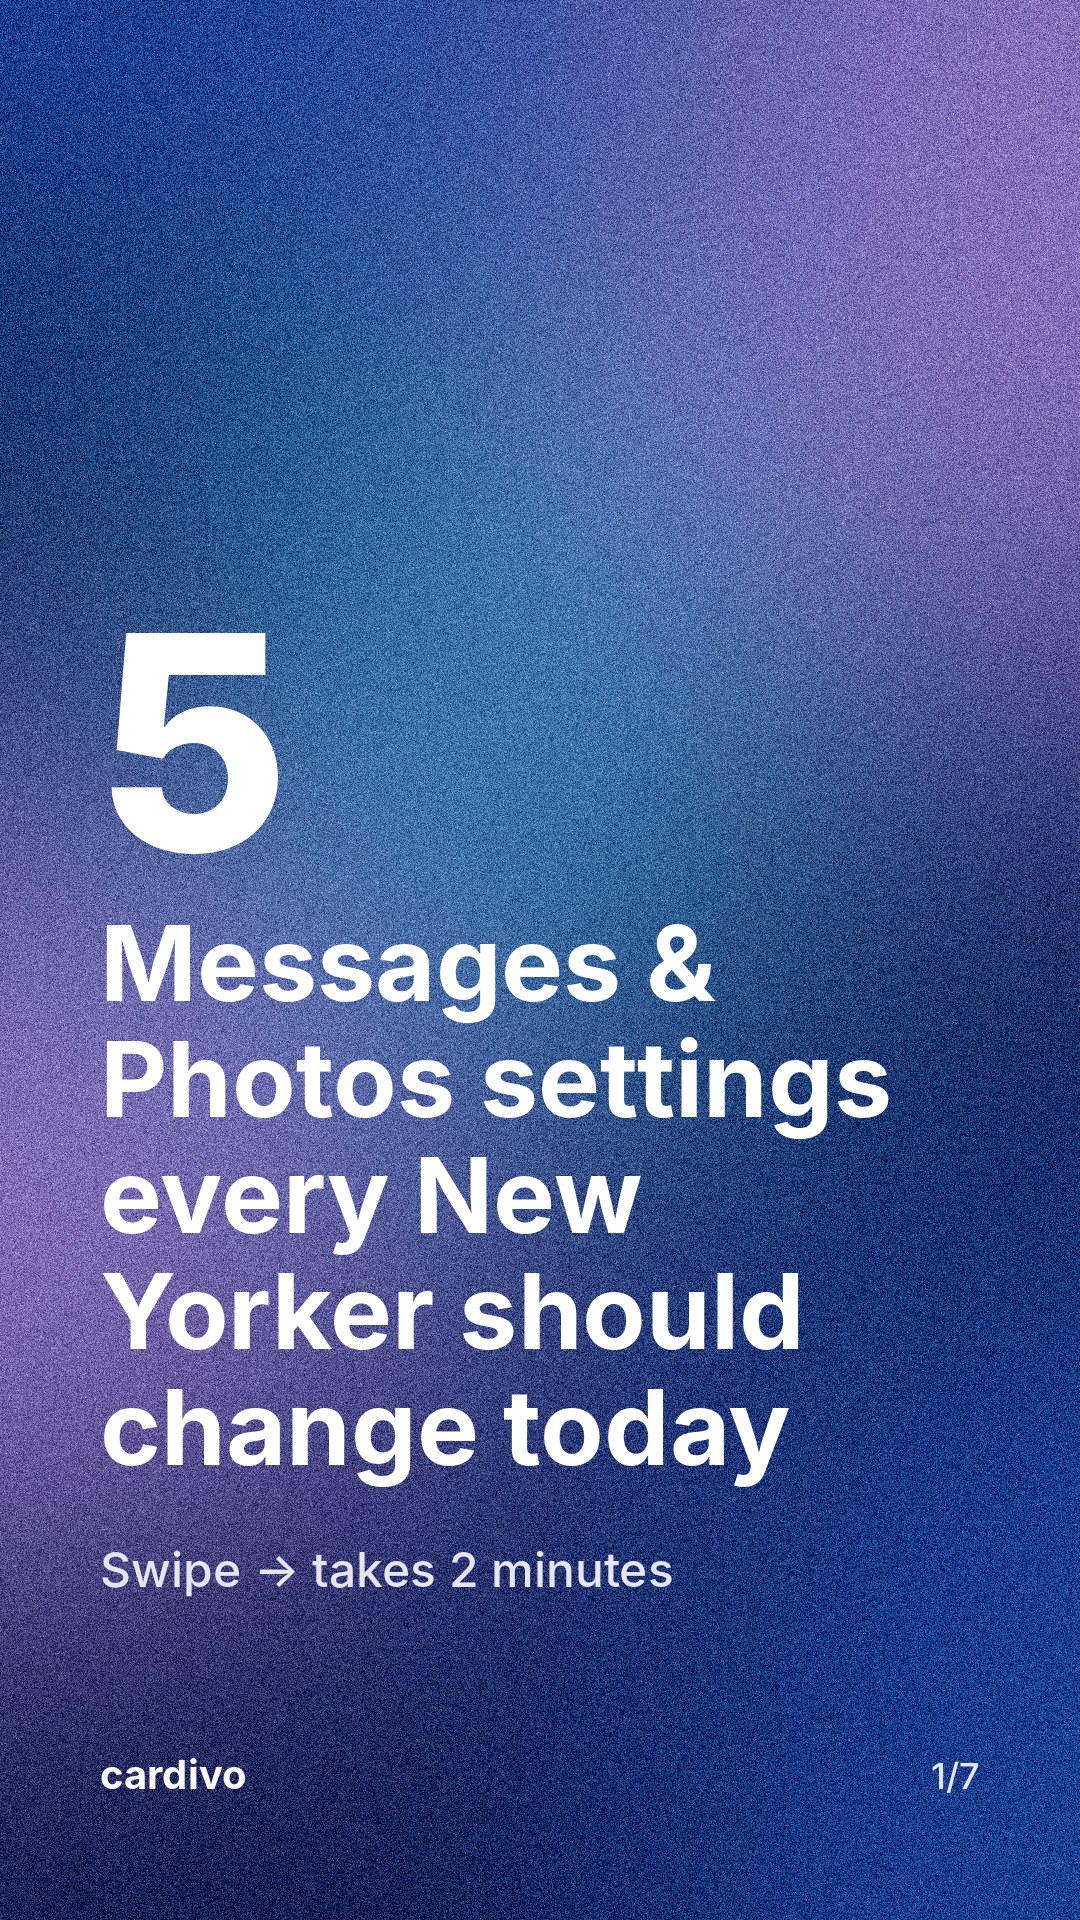 5
Messages &
Photos settings
every New
Yorker should
change today
Swipe → takes 2 minutes
cardivo
1/7